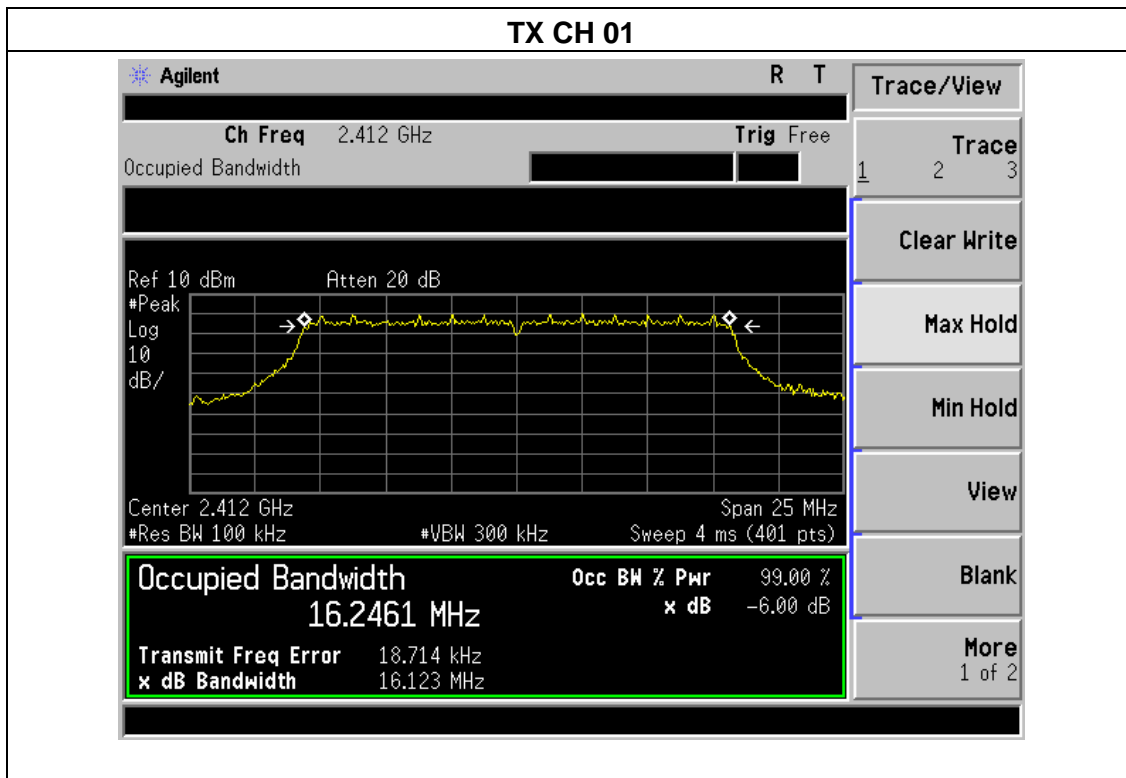 TX CH 01
Agilent
R T
Trace/View
Ch Freq 2.412 GHz
Trig Free
Occupied Bandwidth
Trace
1 2 3
Clear Write
Ref 10 dBm
Atten 20 dB
#Peak
Log
10
dB/
Max Hold
Min Hold
View
Center 2.412 GHz
Span 25 MHz
#Res BW 100 kHz
#VBW 300 kHz
Sweep 4 ms (401 pts)
Occupied Bandwidth
16.2461 MHz
Occ BW % Pwr 99.00 %
x dB -6.00 dB
Transmit Freq Error 18.714 kHz
x dB Bandwidth 16.123 MHz
Blank
More
1 of 2